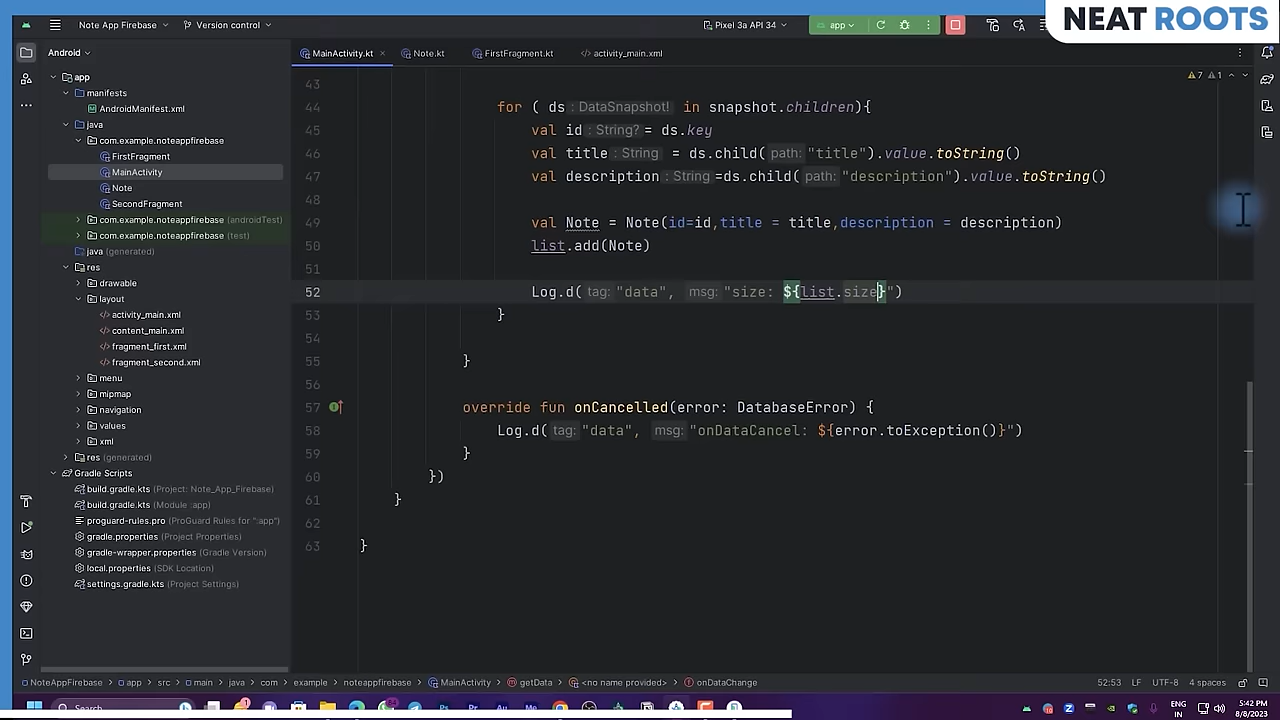 NEAT ROOTS
Note App Firebase
Version control
Pixel 3a API 34
app
Android
MainActivity.kt
Note.kt
FirstFragment.kt
activity_main.xml
7
1
app
manifests
AndroidManifest.xml
java
com.example.noteappfirebase
FirstFragment
MainActivity
Note
SecondFragment
com.example.noteappfirebase (androidTest)
com.example.noteappfirebase (test)
java (generated)
res
drawable
layout
activity_main.xml
content_main.xml
fragment_first.xml
fragment_second.xml
menu
mipmap
navigation
values
xml
res (generated)
Gradle Scripts
build.gradle.kts (Project: Note_App_Firebase)
build.gradle.kts (Module :app)
proguard-rules.pro (ProGuard Rules for ":app")
gradle.properties (Project Properties)
gradle-wrapper.properties (Gradle Version)
local.properties (SDK Location)
settings.gradle.kts (Project Settings)
43
44 for ( ds : DataSnapshot! in snapshot.children){
45 val id : String? = ds.key
46 val title : String = ds.child( path: "title").value.toString()
47 val description : String =ds.child( path: "description").value.toString()
48
49 val Note = Note(id=id,title = title,description = description)
50 list.add(Note)
51
52 Log.d( tag: "data", msg: "size: ${list.size}")
53 }
54
55 }
56
57 override fun onCancelled(error: DatabaseError) {
58 Log.d( tag: "data", msg: "onDataCancel: ${error.toException()}")
59 }
60 })
61 }
62
63 }
NoteAppFirebase > app > src > main > java > com > example > noteappfirebase > MainActivity > getData > <no name provided> > onDataChange
52:53 LF UTF-8 4 spaces
Search
ENG
IN
5:42 PM
8/8/2023